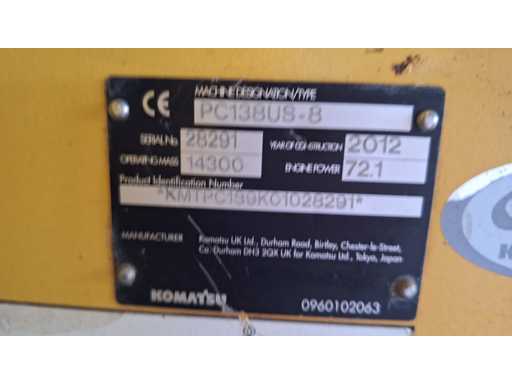 CE
MACHINE DESIGNATION/TYPE
PC138US-8
SERIAL No 28291 YEAR OF CONSTRUCTION 2012
OPERATING MASS 14300 ENGINE POWER 72.1
Product Identification Number
*KMTPC199KC1028291*
MANUFACTURER Komatsu UK Ltd., Durham Road, Birtley, Chester-le-Street,
Co. Durham DH3 2QX UK for Komatsu Ltd., Tokyo, Japan
KOMATSU 0960102063